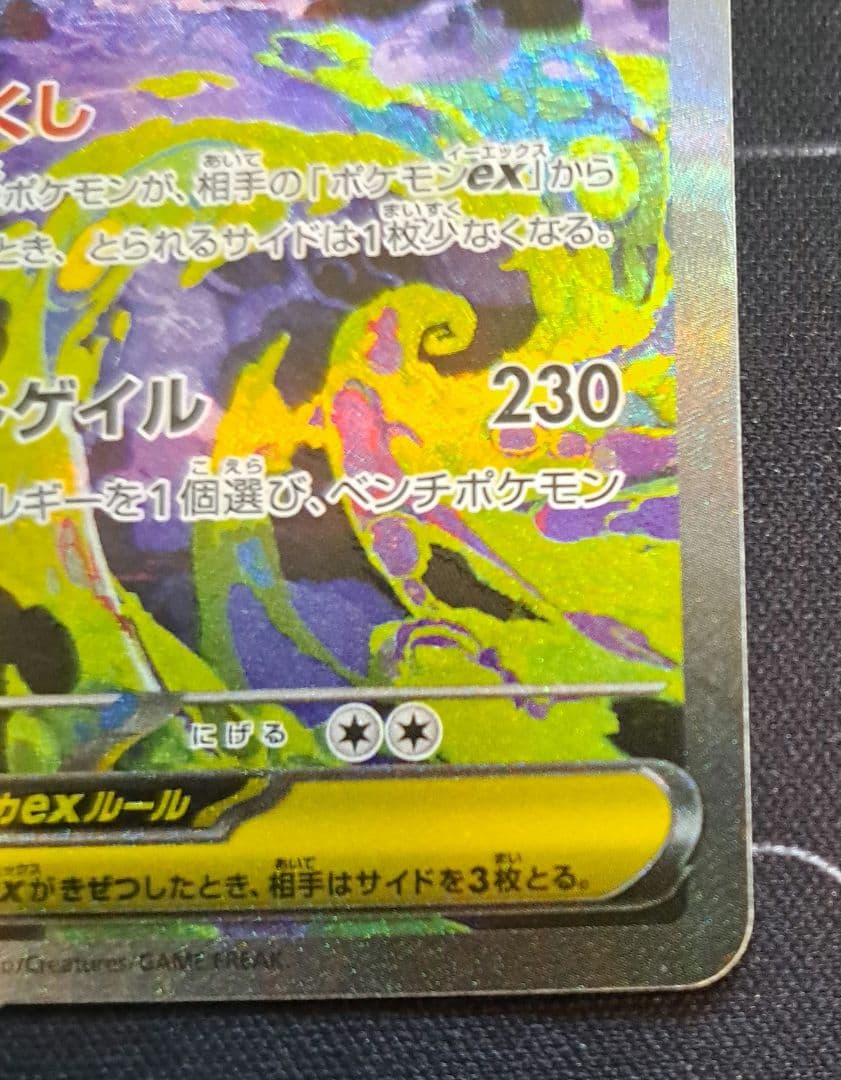 くし
ポケモンが、相手の「ポケモンex」から
とき、とられるサイドは1枚少なくなる。
ゲイル 230
ルギーを1個選び、ベンチポケモン
にげる
exルール
xがきぜつしたとき、相手はサイドを3枚とる。
/Creatures/GAME FREAK.